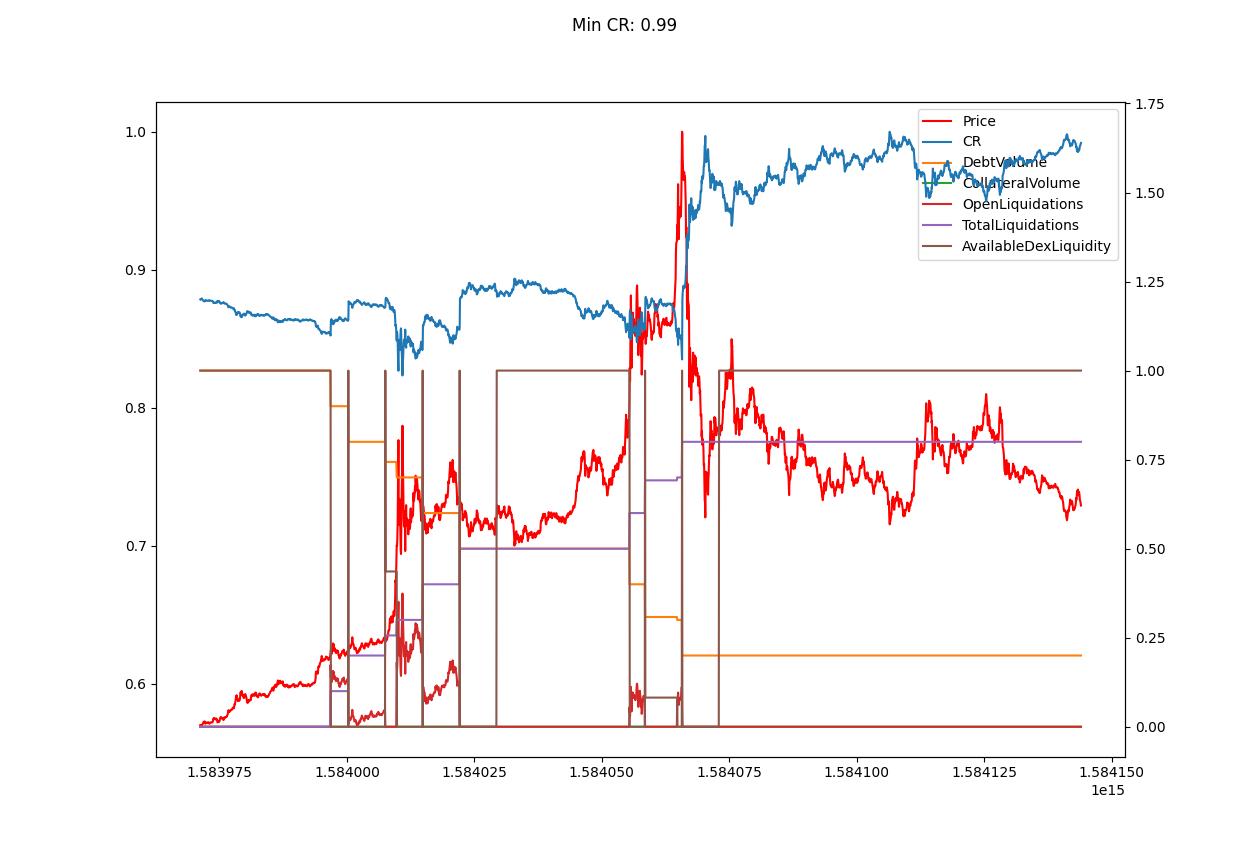 Min CR: 0.99
1.0
0.9
0.8
0.7
0.6
1.75
1.50
1.25
1.00
0.75
0.50
0.25
0.00
Price
CR
DebtVolume
CollateralVolume
OpenLiquidations
TotalLiquidations
AvailableDexLiquidity
1.583975
1.584000
1.584025
1.584050
1.584075
1.584100
1.584125
1.584150
1e15